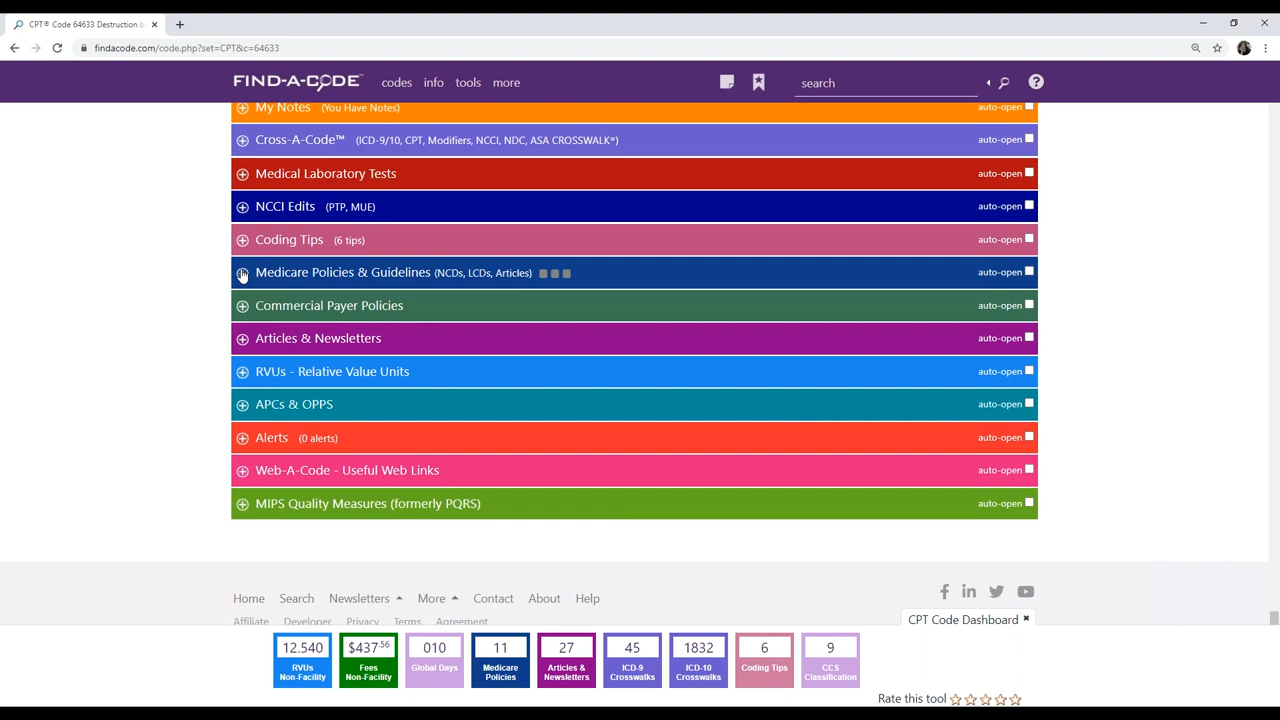 CPT® Code 64633 Destruction b
findacode.com/code.php?set=CPT&c=64633
FIND-A-CODE™ codes info tools more search
My Notes (You Have Notes) auto-open
Cross-A-Code™ (ICD-9/10, CPT, Modifiers, NCCI, NDC, ASA CROSSWALK®) auto-open
Medical Laboratory Tests auto-open
NCCI Edits (PTP, MUE) auto-open
Coding Tips (6 tips) auto-open
Medicare Policies & Guidelines (NCDs, LCDs, Articles) auto-open
Commercial Payer Policies auto-open
Articles & Newsletters auto-open
RVUs - Relative Value Units auto-open
APCs & OPPS auto-open
Alerts (0 alerts) auto-open
Web-A-Code - Useful Web Links auto-open
MIPS Quality Measures (formerly PQRS) auto-open
Home Search Newsletters More Contact About Help
Affiliate Developer Privacy Terms Agreement
CPT Code Dashboard
12.540 $437.56 010 11 27 45 1832 6 9
RVUs Fees Global Days Medicare Articles & ICD-9 ICD-10 Coding Tips CCS
Non-Facility Non-Facility Policies Newsletters Crosswalks Crosswalks Classification
Rate this tool